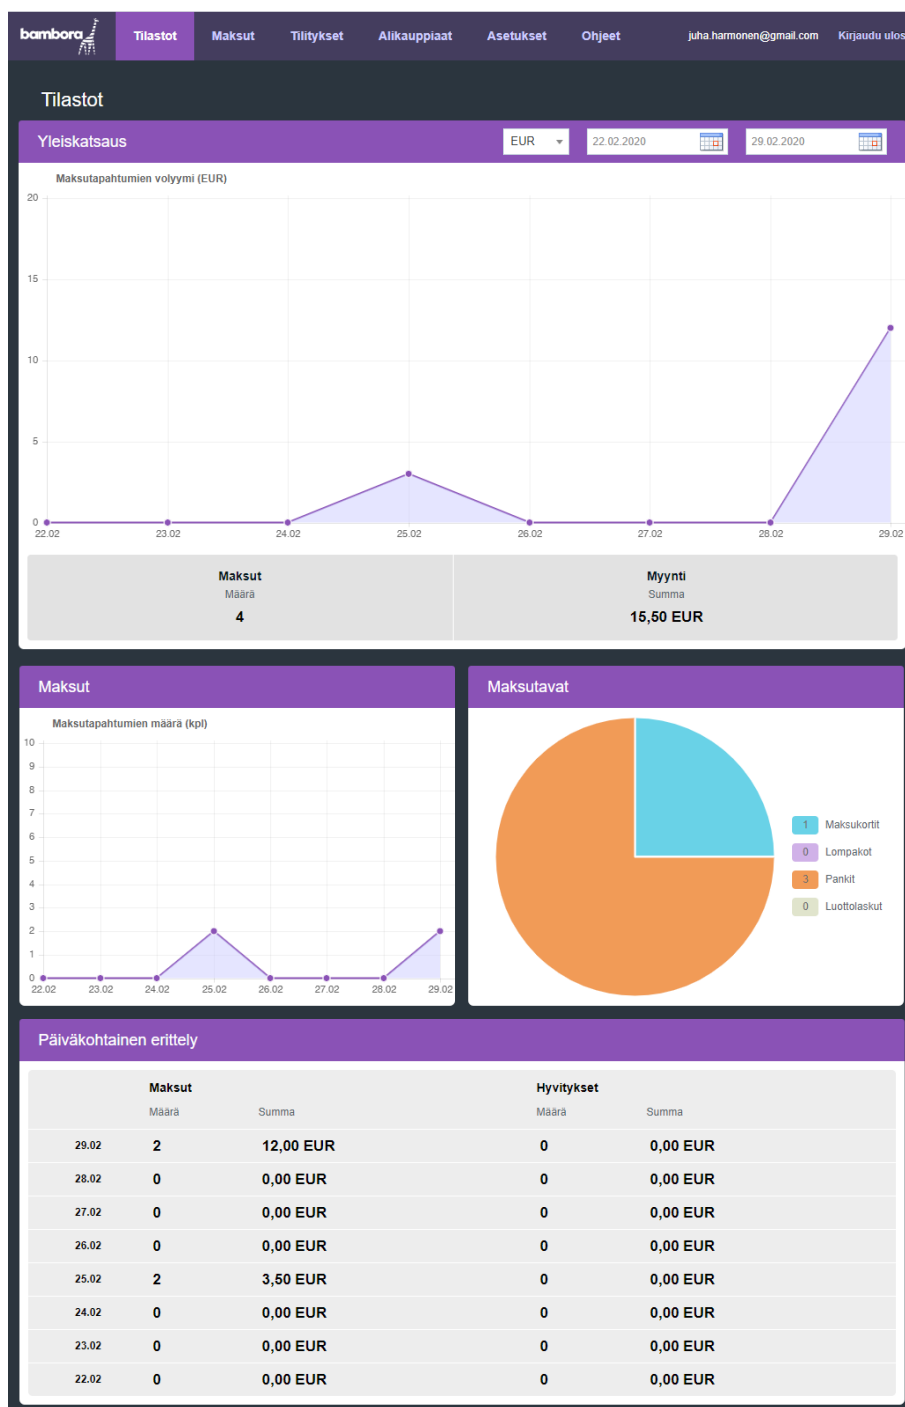 bambora Tilastot Maksut Tilitykset Alikauppiaat Asetukset Ohjeet juha.harmonen@gmail.com Kirjaudu ulos
Tilastot
Yleiskatsaus EUR 22.02.2020 29.02.2020
Maksutapahtumien volyymi (EUR)
20
15
10
5
0
22.02 23.02 24.02 25.02 26.02 27.02 28.02 29.02
Maksut Myynti
Määrä Summa
4 15,50 EUR
Maksut
Maksutapahtumien määrä (kpl)
10
9
8
7
6
5
4
3
2
1
0
22.02 23.02 24.02 25.02 26.02 27.02 28.02 29.02
Maksutavat
1 Maksukortit
0 Lompakot
3 Pankit
0 Luottolaskut
Päiväkohtainen erittely
Maksut Hyvitykset
Määrä Summa Määrä Summa
29.02 2 12,00 EUR 0 0,00 EUR
28.02 0 0,00 EUR 0 0,00 EUR
27.02 0 0,00 EUR 0 0,00 EUR
26.02 0 0,00 EUR 0 0,00 EUR
25.02 2 3,50 EUR 0 0,00 EUR
24.02 0 0,00 EUR 0 0,00 EUR
23.02 0 0,00 EUR 0 0,00 EUR
22.02 0 0,00 EUR 0 0,00 EUR